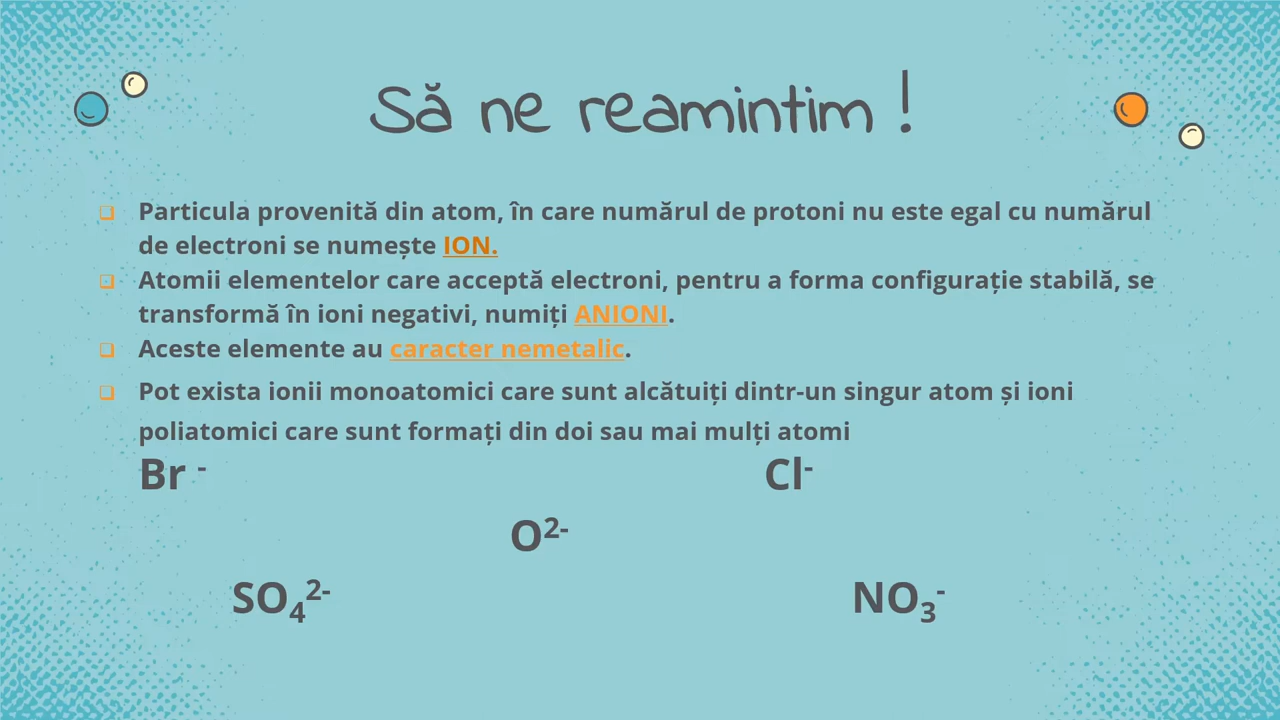 Să ne reamintim !
Particula provenită din atom, în care numărul de protoni nu este egal cu numărul
de electroni se numește ION.
Atomii elementelor care acceptă electroni, pentru a forma configurație stabilă, se
transformă în ioni negativi, numiți ANIONI.
Aceste elemente au caracter nemetalic.
Pot exista ionii monoatomici care sunt alcătuiți dintr-un singur atom și ioni
poliatomici care sunt formați din doi sau mai mulți atomi
Br ⁻ Cl⁻
O²⁻
SO₄²⁻ NO₃⁻